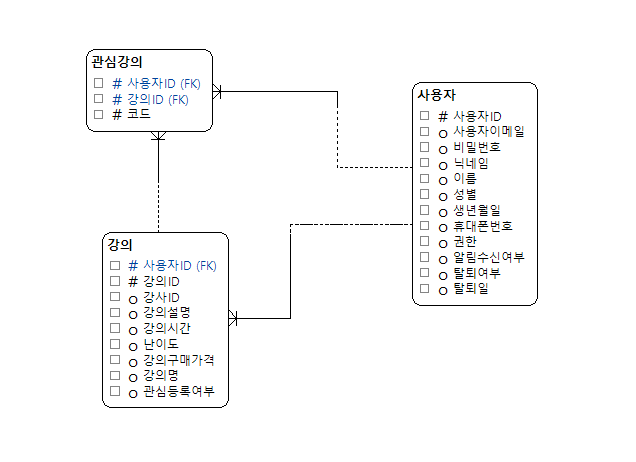 관심강의
# 사용자ID (FK)
# 강의ID (FK)
# 코드
사용자
# 사용자ID
o 사용자이메일
o 비밀번호
o 닉네임
o 이름
o 성별
o 생년월일
o 휴대폰번호
o 권한
o 알림수신여부
o 탈퇴여부
o 탈퇴일
강의
# 사용자ID (FK)
# 강의ID
o 강사ID
o 강의설명
o 강의시간
o 난이도
o 강의구매가격
o 강의명
o 관심등록여부